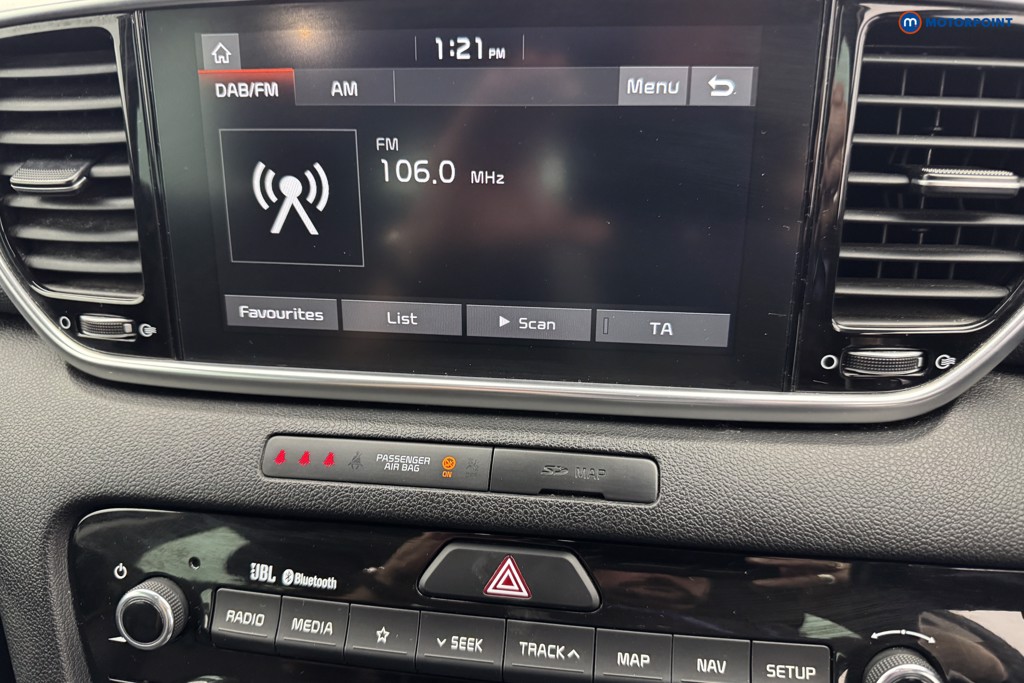 MOTORPOINT
1:21 PM
DAB/FM AM Menu
FM
106.0 MHz
Favourites List Scan TA
PASSENGER
AIR BAG
ON
SD MAP
JBL Bluetooth
RADIO MEDIA SEEK TRACK MAP NAV SETUP